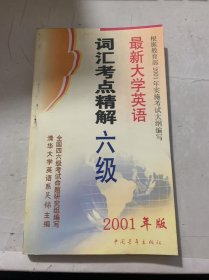 根据教育部2001年实施考试大纲编写
最新大学英语
词汇考点精解 六级
全国四六级考试命题研究组编写
清华大学英语系 主编
2001年版
中国青年出版社